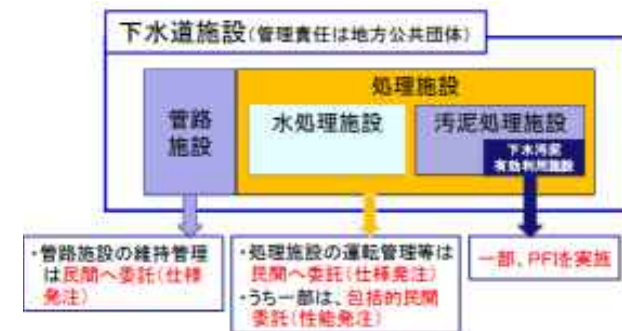 下水道施設(管理責任は地方公共団体)
処理施設
管路
施設
水処理施設
汚泥処理施設
下水汚泥
有効利用施設
・管路施設の維持管理
は民間へ委託(仕様
発注)
・処理施設の運転管理等は
民間へ委託(仕様発注)
・うち一部は、包括的民間
委託(性能発注)
一部、PFIを実施